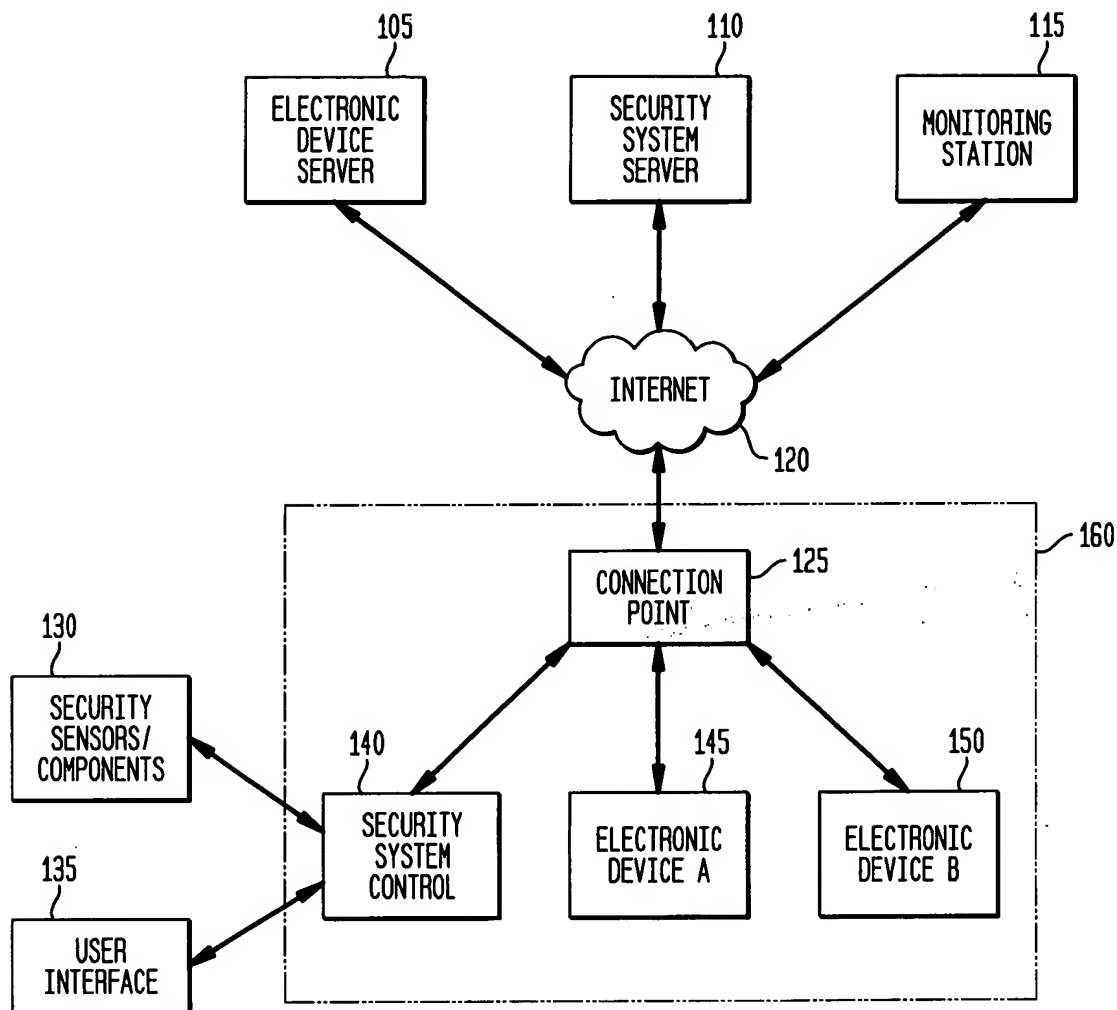 105
110
115
ELECTRONIC
DEVICE
SERVER
SECURITY
SYSTEM
SERVER
MONITORING
STATION
INTERNET
120
160
125
CONNECTION
POINT
130
SECURITY
SENSORS/
COMPONENTS
140
145
150
SECURITY
SYSTEM
CONTROL
ELECTRONIC
DEVICE A
ELECTRONIC
DEVICE B
135
USER
INTERFACE